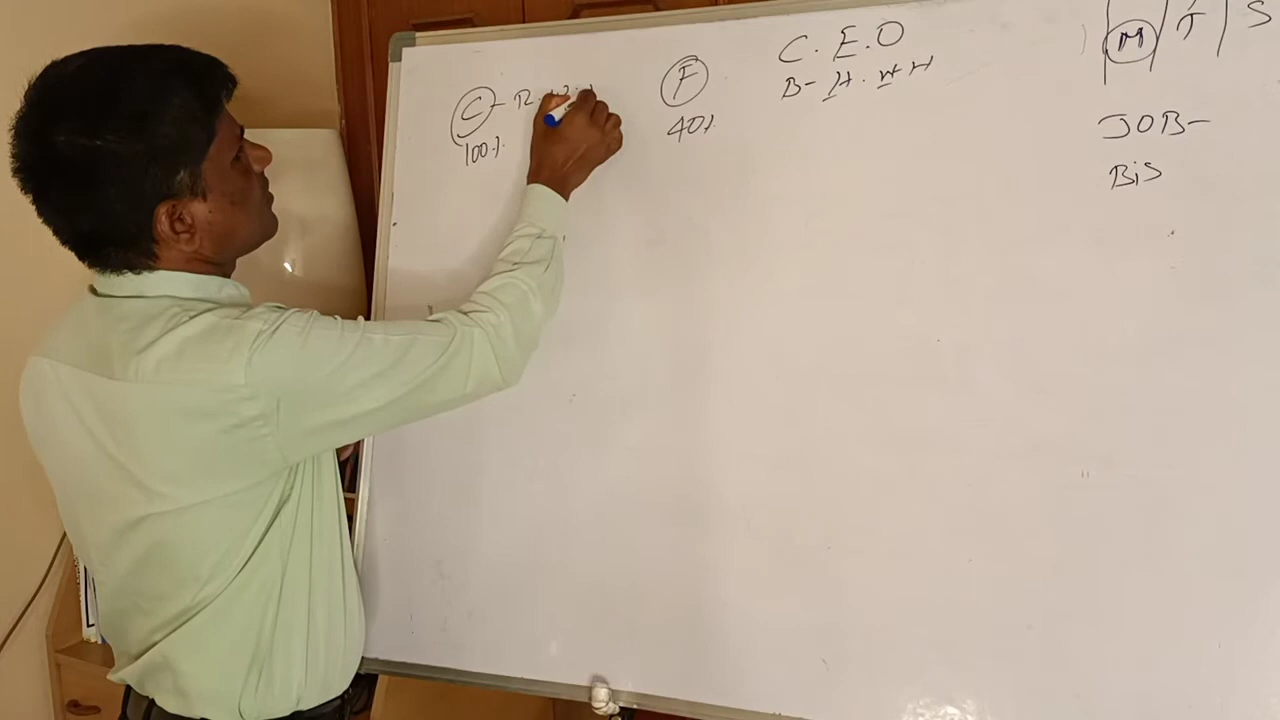 C - R.
100%
F
40%
C. E. O
B - H. W H
M | T | S
JOB -
Bis